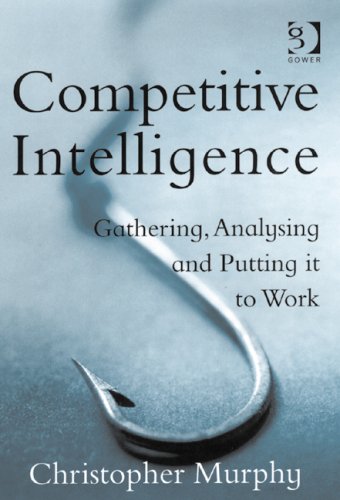 g
GOWER
Competitive
Intelligence
Gathering, Analysing
and Putting it
to Work
Christopher Murphy